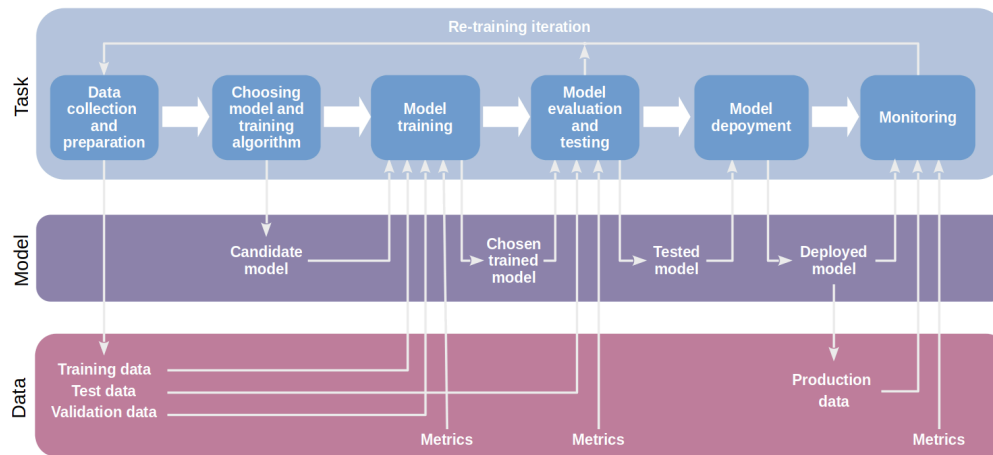 Re-training iteration
Task
Data
collection
and
preparation
Choosing
model and
training
algorithm
Model
training
Model
evaluation
and
testing
Model
depoyment
Monitoring
Model
Candidate
model
Chosen
trained
model
Tested
model
Deployed
model
Data
Training data
Test data
Validation data
Production
data
Metrics
Metrics
Metrics